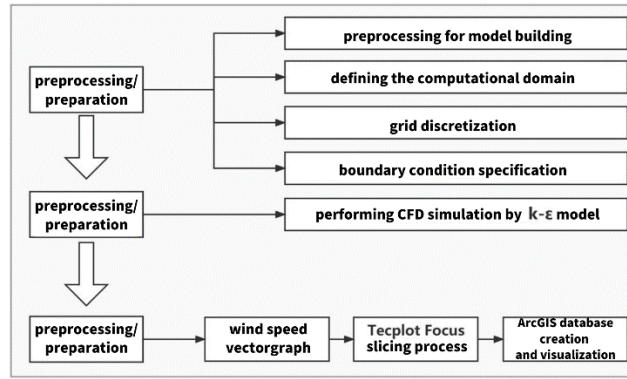 preprocessing for model building
preprocessing/
preparation
defining the computational domain
grid discretization
boundary condition specification
preprocessing/
preparation
performing CFD simulation by k-ε model
preprocessing/
preparation
wind speed
vectorgraph
Tecplot Focus
slicing process
ArcGIS database
creation
and visualization